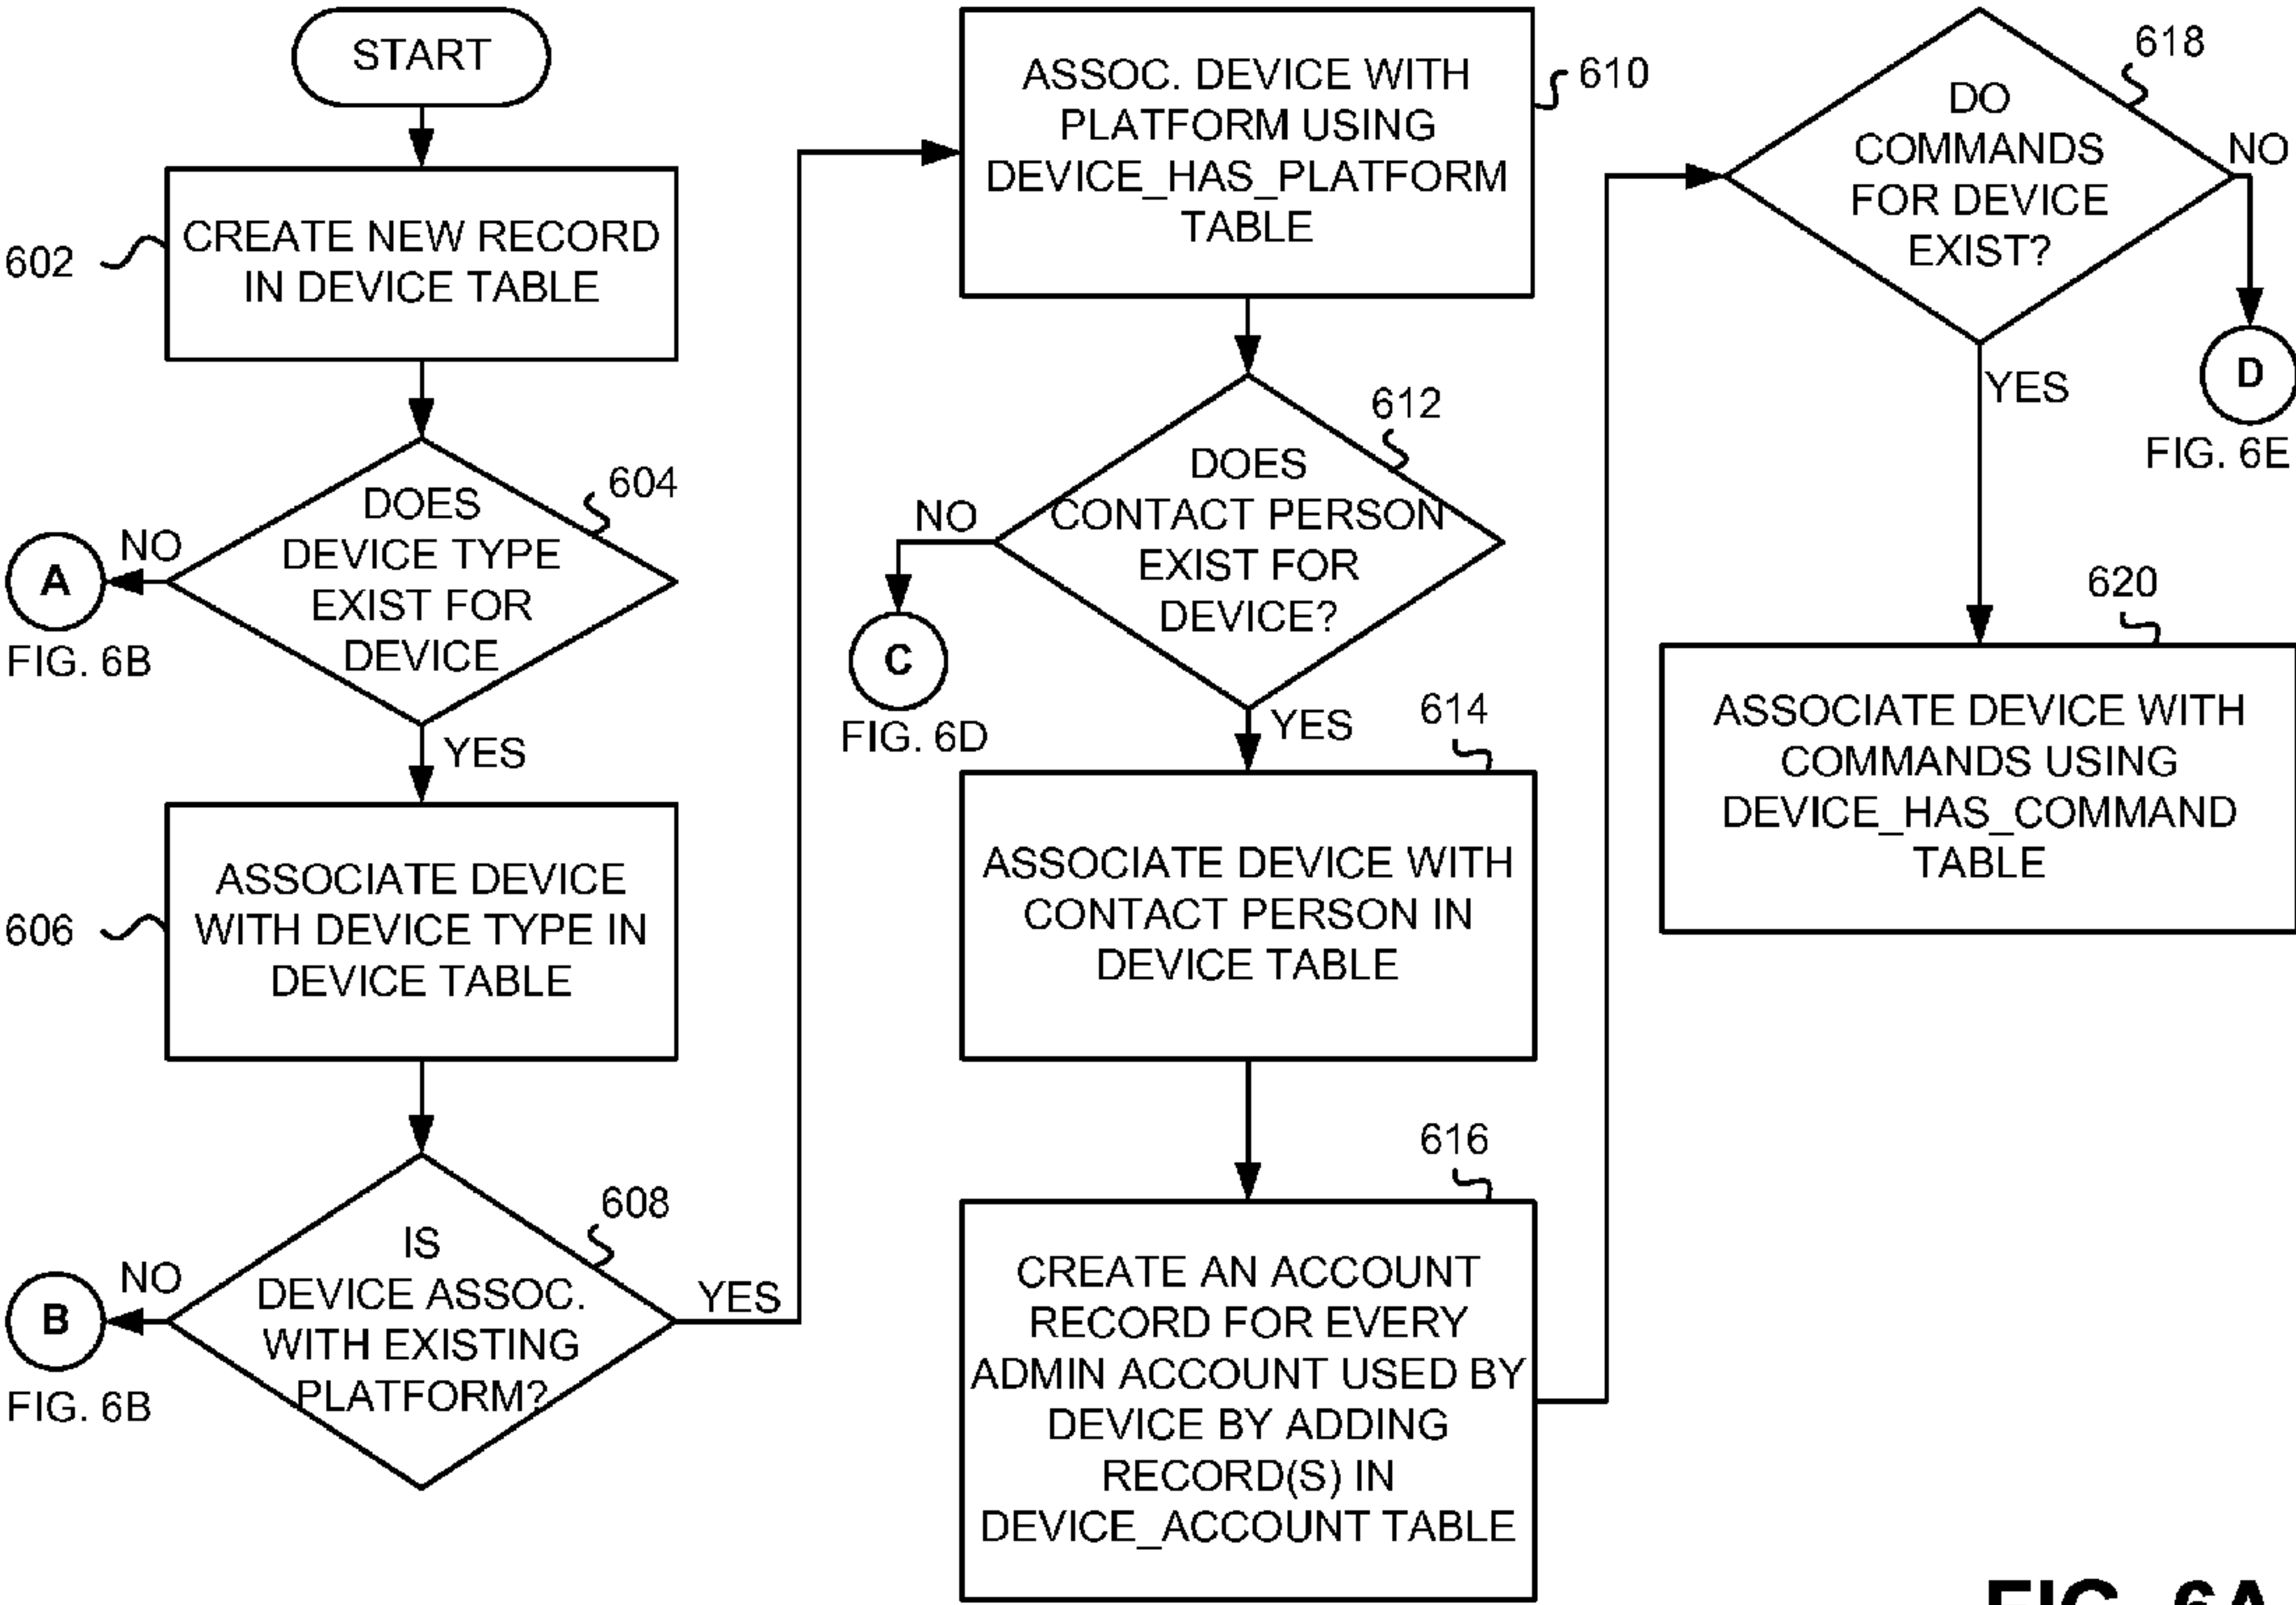 START
602
CREATE NEW RECORD
IN DEVICE TABLE
604
DOES
DEVICE TYPE
EXIST FOR
DEVICE
NO
A
FIG. 6B
YES
606
ASSOCIATE DEVICE
WITH DEVICE TYPE IN
DEVICE TABLE
608
IS
DEVICE ASSOC.
WITH EXISTING
PLATFORM?
NO
B
FIG. 6B
YES
610
ASSOC. DEVICE WITH
PLATFORM USING
DEVICE_HAS_PLATFORM
TABLE
612
DOES
CONTACT PERSON
EXIST FOR
DEVICE?
NO
C
FIG. 6D
YES
614
ASSOCIATE DEVICE WITH
CONTACT PERSON IN
DEVICE TABLE
616
CREATE AN ACCOUNT
RECORD FOR EVERY
ADMIN ACCOUNT USED BY
DEVICE BY ADDING
RECORD(S) IN
DEVICE_ACCOUNT TABLE
618
DO
COMMANDS
FOR DEVICE
EXIST?
NO
D
FIG. 6E
YES
620
ASSOCIATE DEVICE WITH
COMMANDS USING
DEVICE_HAS_COMMAND
TABLE
FIG. 6A